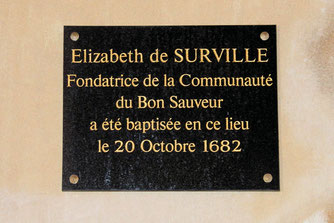 Elizabeth de SURVILLE
Fondatrice de la Communauté
du Bon Sauveur
a été baptisée en ce lieu
le 20 Octobre 1682